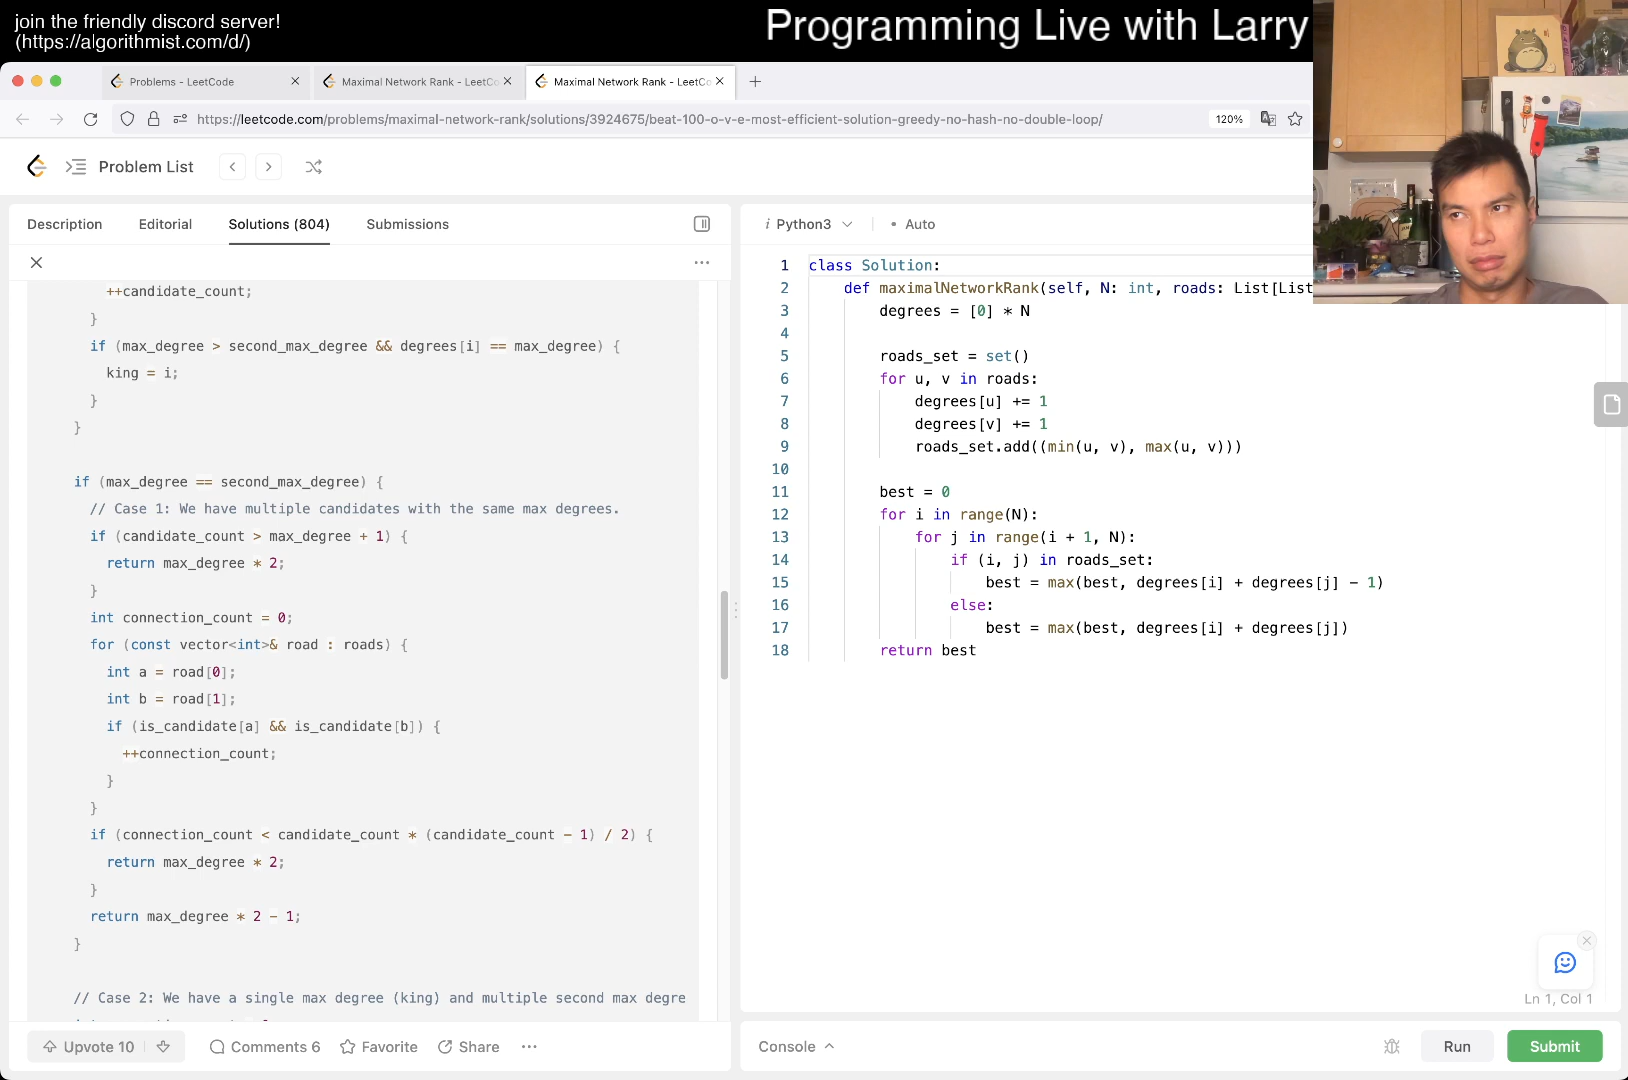 join the friendly discord server!
(https://algorithmist.com/d/)
Programming Live with Larry
Problems - LeetCode
Maximal Network Rank - LeetCo
Maximal Network Rank - LeetCo
https://leetcode.com/problems/maximal-network-rank/solutions/3924675/beat-100-o-v-e-most-efficient-solution-greedy-no-hash-no-double-loop/
120%
Problem List
Description
Editorial
Solutions (804)
Submissions
++candidate_count;
}
if (max_degree > second_max_degree && degrees[i] == max_degree) {
king = i;
}
}
if (max_degree == second_max_degree) {
// Case 1: We have multiple candidates with the same max degrees.
if (candidate_count > max_degree + 1) {
return max_degree * 2;
}
int connection_count = 0;
for (const vector<int>& road : roads) {
int a = road[0];
int b = road[1];
if (is_candidate[a] && is_candidate[b]) {
++connection_count;
}
}
if (connection_count < candidate_count * (candidate_count - 1) / 2) {
return max_degree * 2;
}
return max_degree * 2 - 1;
}
// Case 2: We have a single max degree (king) and multiple second max degre
Upvote 10
Comments 6
Favorite
Share
i Python3
• Auto
1 class Solution:
2 def maximalNetworkRank(self, N: int, roads: List[List
3 degrees = [0] * N
4
5 roads_set = set()
6 for u, v in roads:
7 degrees[u] += 1
8 degrees[v] += 1
9 roads_set.add((min(u, v), max(u, v)))
10
11 best = 0
12 for i in range(N):
13 for j in range(i + 1, N):
14 if (i, j) in roads_set:
15 best = max(best, degrees[i] + degrees[j] - 1)
16 else:
17 best = max(best, degrees[i] + degrees[j])
18 return best
Ln 1, Col 1
Console
Run
Submit